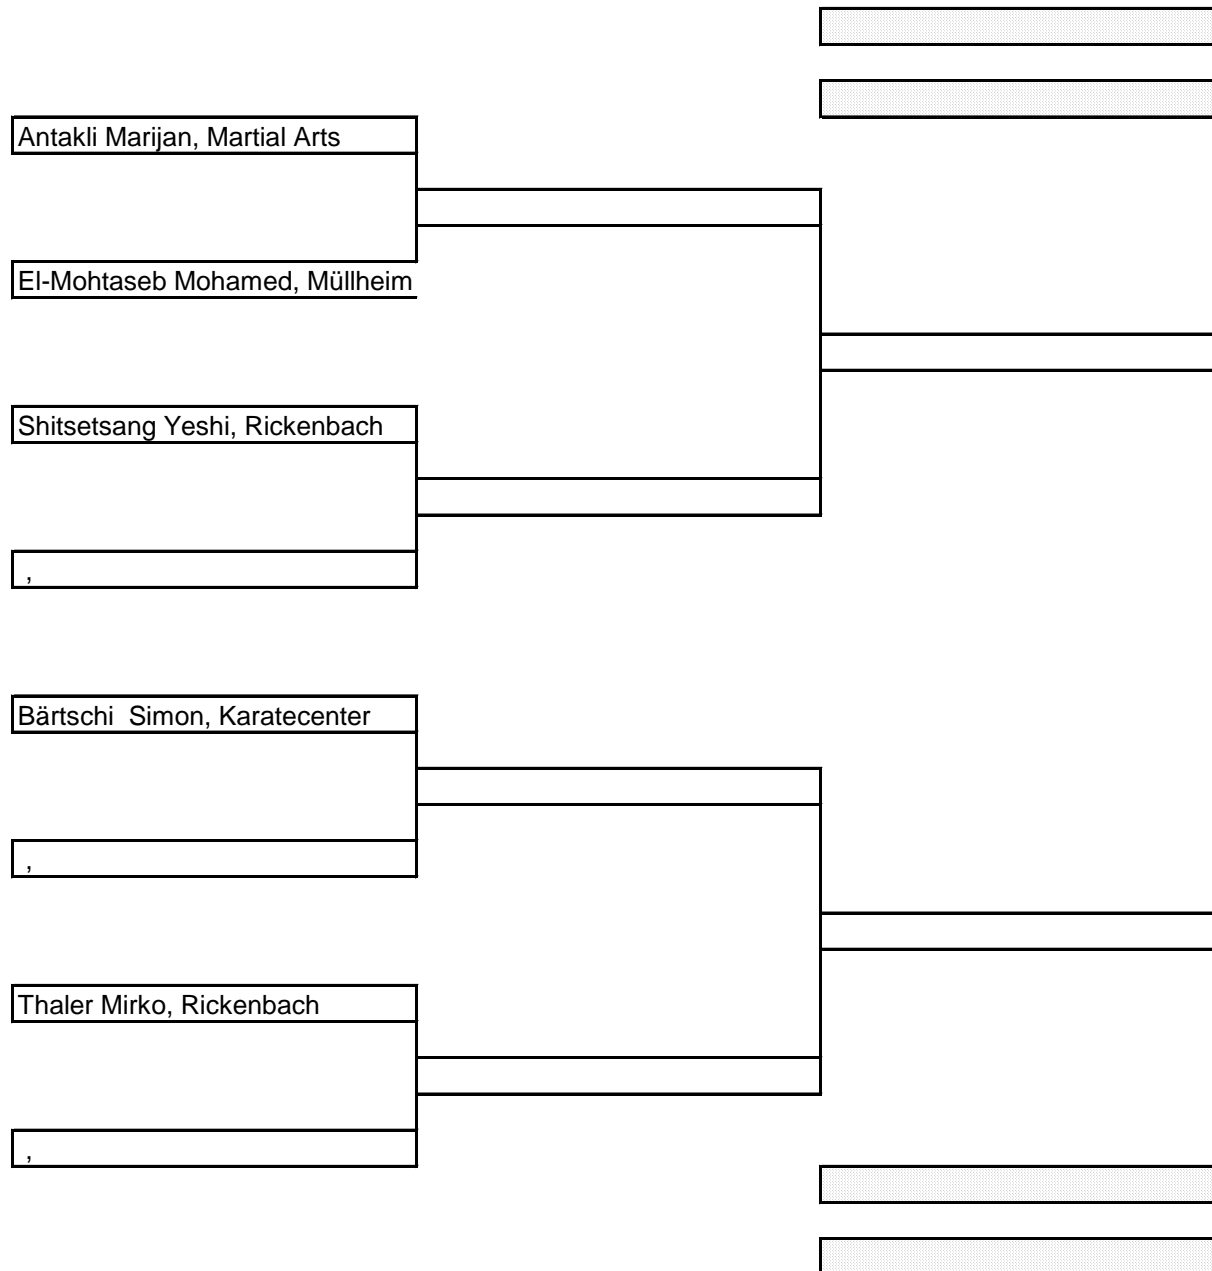 Antakli Marijan, Martial Arts
El-Mohtaseb Mohamed, Müllheim
Shitsetsang Yeshi, Rickenbach
,
Bärtschi  Simon, Karatecenter
,
Thaler Mirko, Rickenbach
,